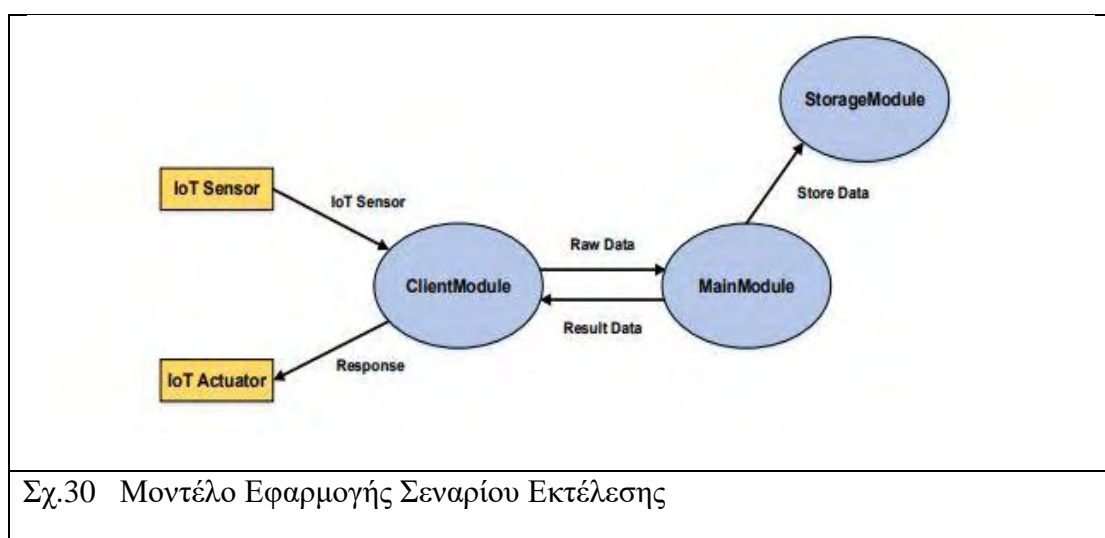 StorageModule
IoT Sensor
IoT Sensor
Store Data
Raw Data
ClientModule
MainModule
Result Data
Response
IoT Actuator
Σχ.30 Μοντέλο Εφαρμογής Σεναρίου Εκτέλεσης